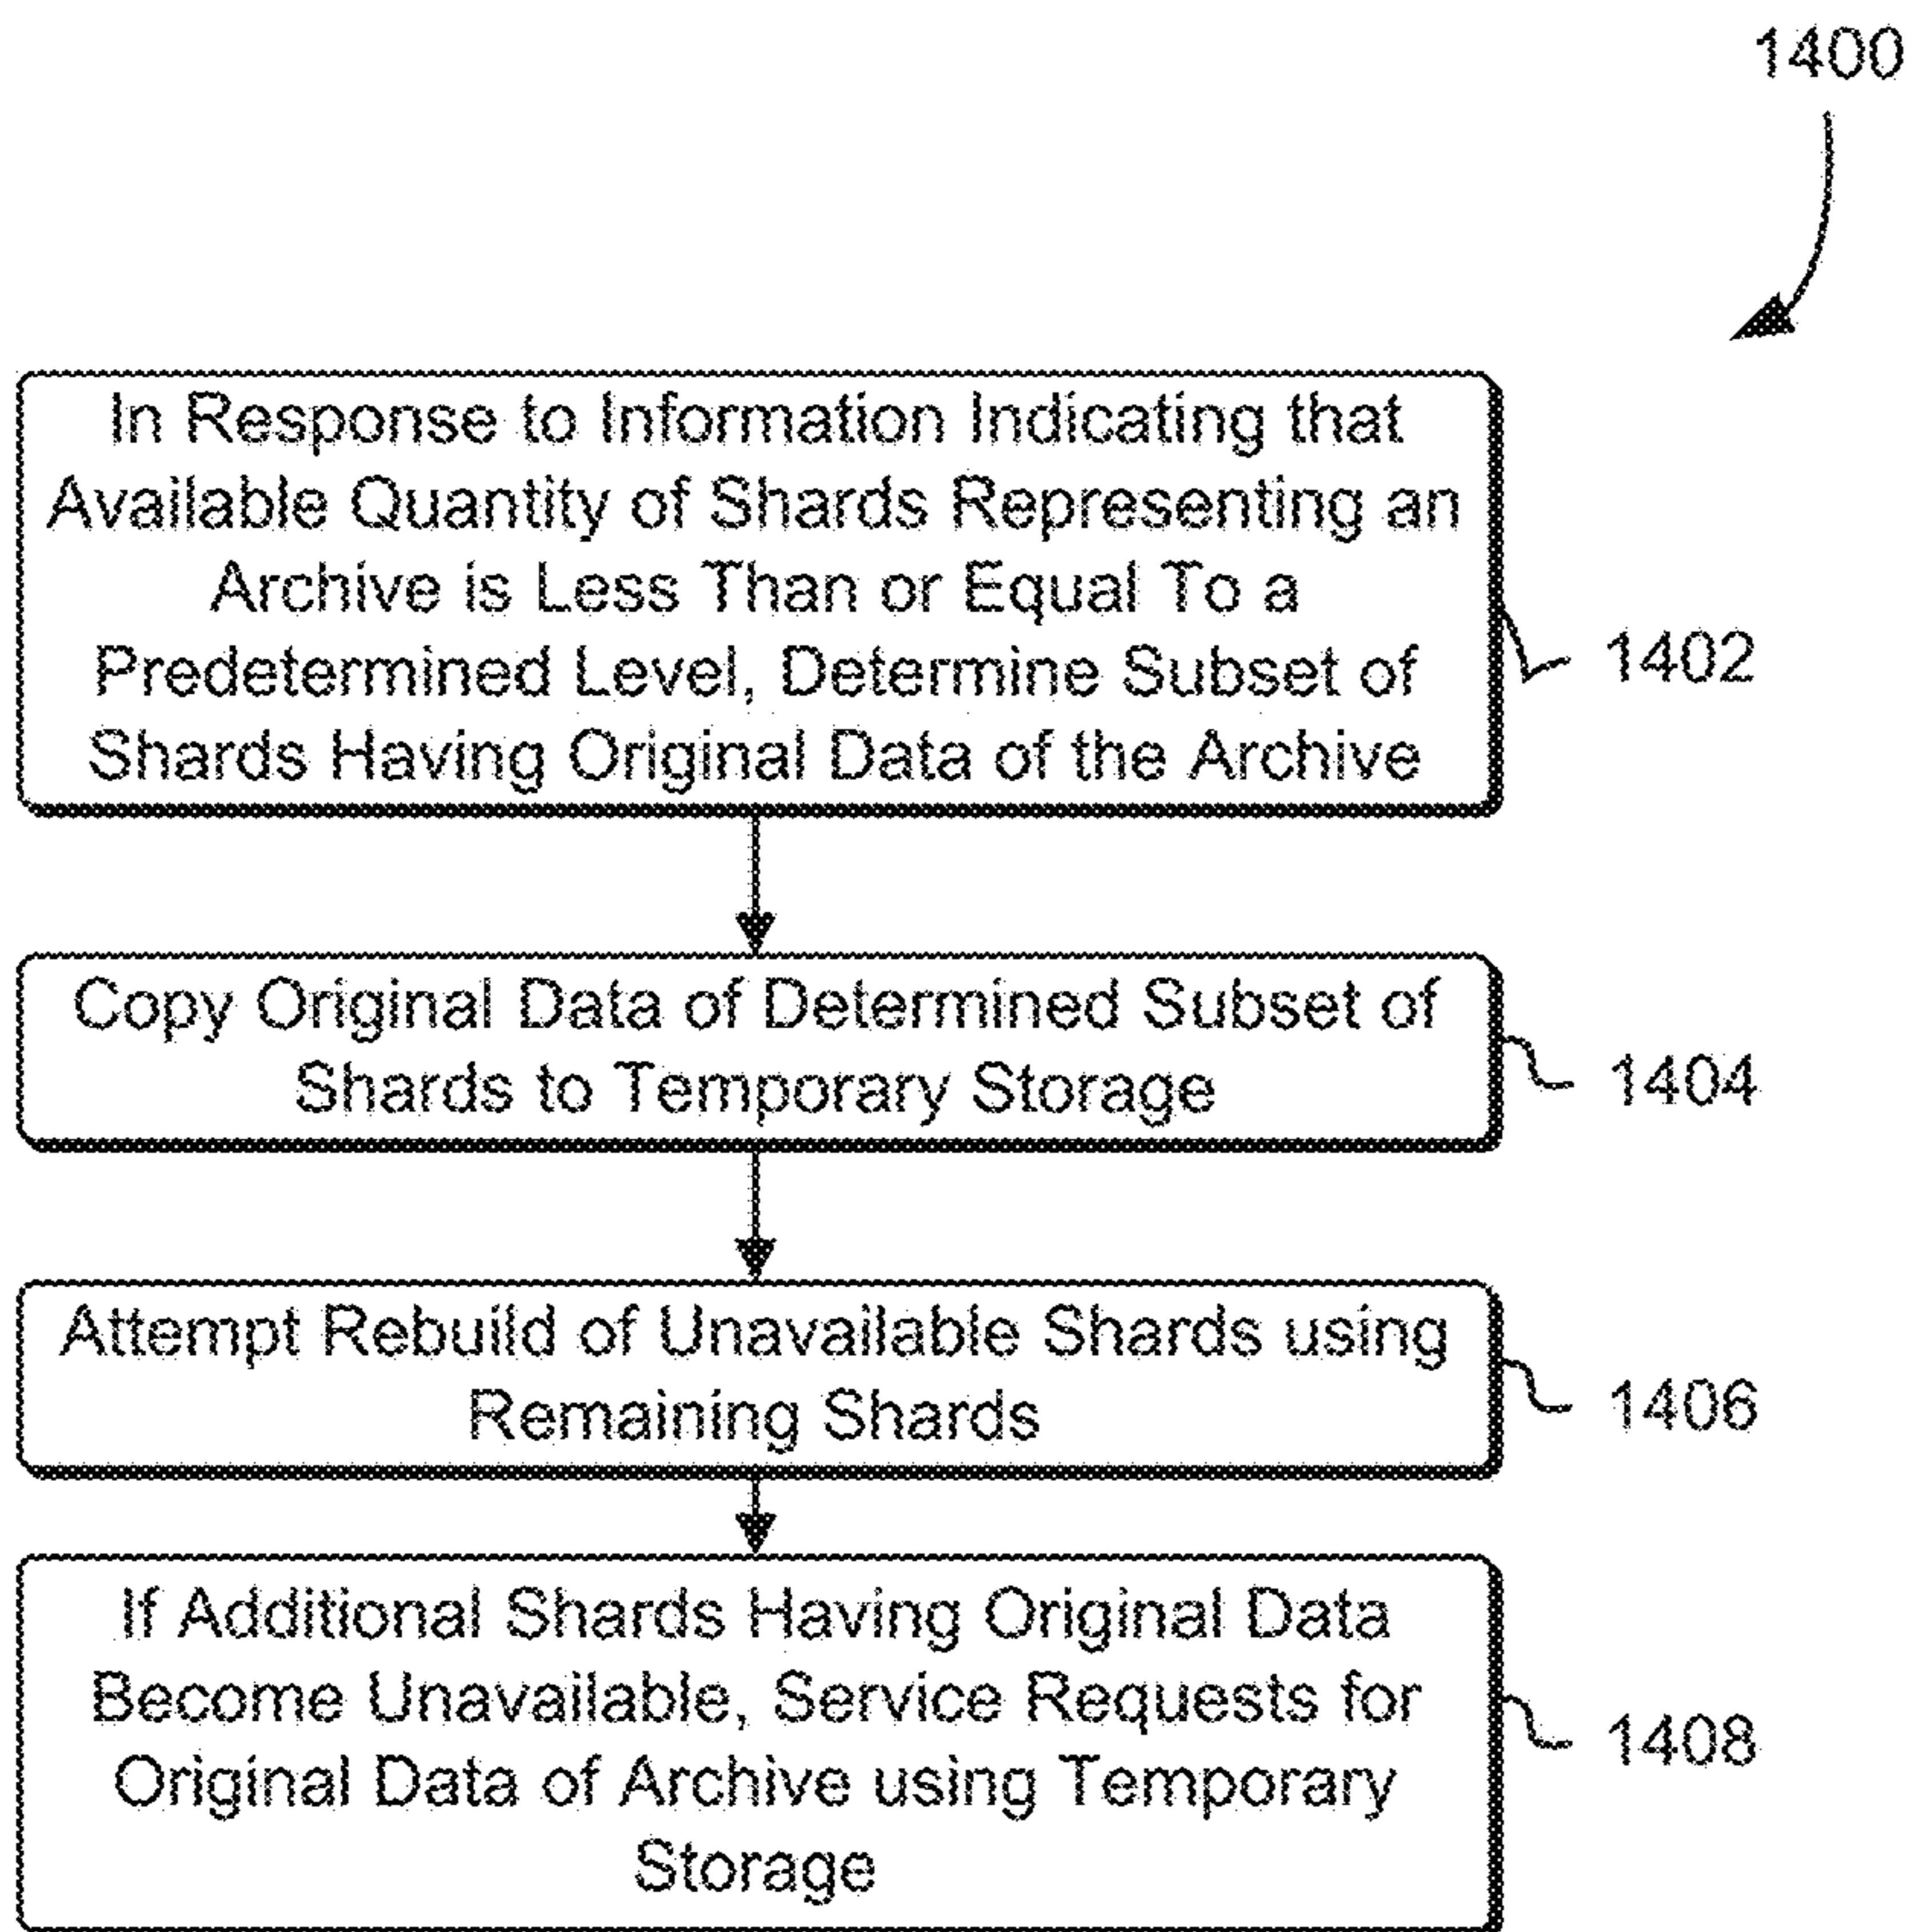 1400
In Response to Information Indicating that
Available Quantity of Shards Representing an
Archive is Less Than or Equal To a
Predetermined Level, Determine Subset of
Shards Having Original Data of the Archive
1402
Copy Original Data of Determined Subset of
Shards to Temporary Storage
1404
Attempt Rebuild of Unavailable Shards using
Remaining Shards
1406
If Additional Shards Having Original Data
Become Unavailable, Service Requests for
Original Data of Archive using Temporary
Storage
1408